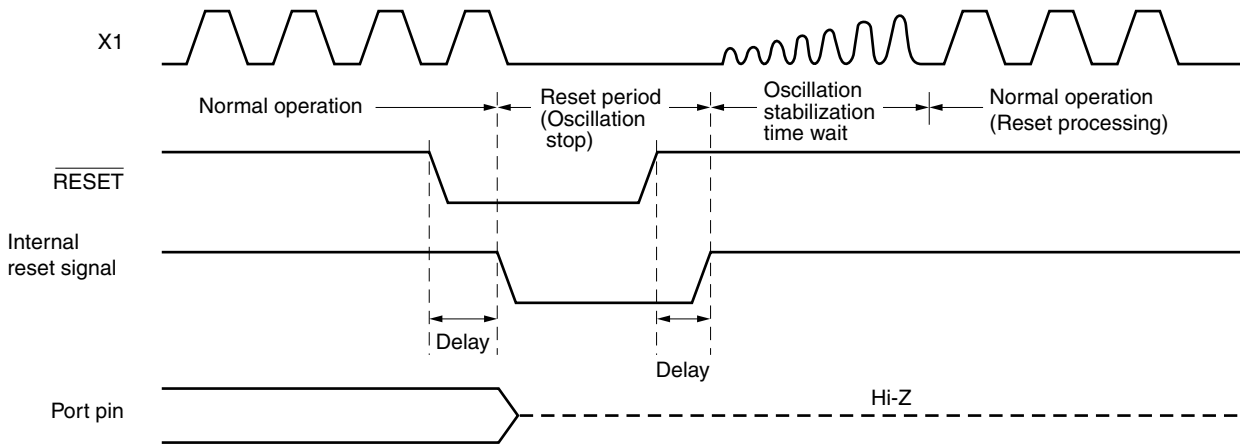 X1
Normal operation
Reset period
(Oscillation
stop)
Oscillation
stabilization
time wait
Normal operation
(Reset processing)
RESET
Internal
reset signal
Delay
Delay
Port pin
Hi-Z